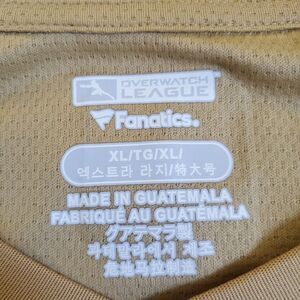 OVERWATCH
LEAGUE
Fanatics.
XL/TG/XL/
엑스트라 라지/特大号
MADE IN GUATEMALA
FABRIQUÉ AU GUATÉMALA
グアテマラ製
과테말라에서 제조
危地马拉制造